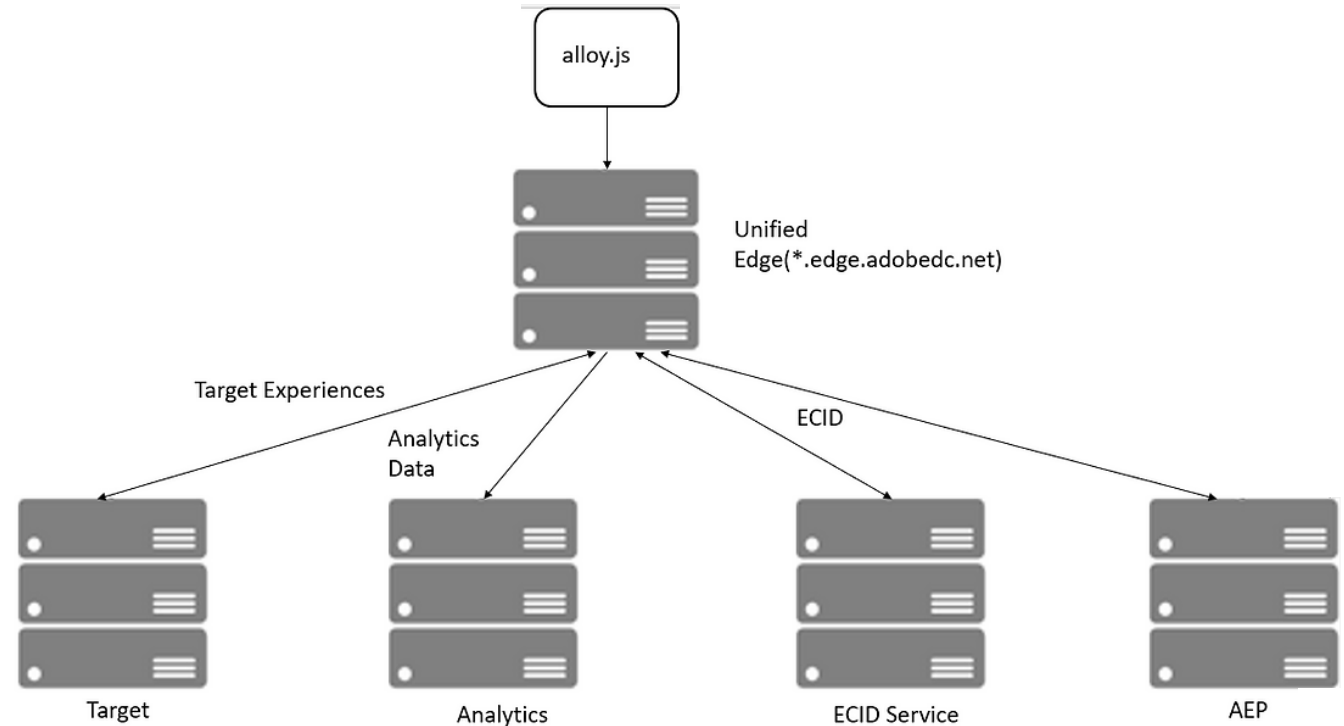 alloy.js
Unified
Edge(*.edge.adobedc.net)
Target Experiences
ECID
Analytics
Data
Target
Analytics
ECID Service
AEP